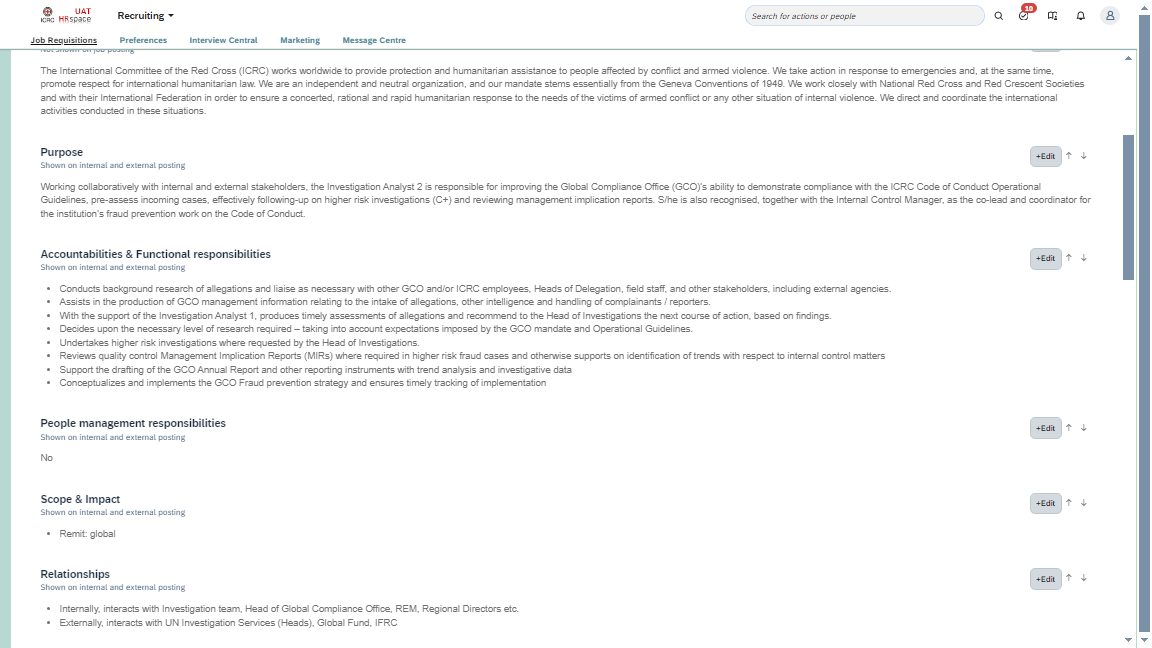 ICRC
UAT
HRspace
Recruiting
Search for actions or people
10
Job Requisitions
Preferences
Interview Central
Marketing
Message Centre
Not shown on job posting
The International Committee of the Red Cross (ICRC) works worldwide to provide protection and humanitarian assistance to people affected by conflict and armed violence. We take action in response to emergencies and, at the same time,
promote respect for international humanitarian law. We are an independent and neutral organization, and our mandate stems essentially from the Geneva Conventions of 1949. We work closely with National Red Cross and Red Crescent Societies
and with their International Federation in order to ensure a concerted, rational and rapid humanitarian response to the needs of the victims of armed conflict or any other situation of internal violence. We direct and coordinate the international
activities conducted in these situations.
Purpose
+Edit
Shown on internal and external posting
Working collaboratively with internal and external stakeholders, the Investigation Analyst 2 is responsible for improving the Global Compliance Office (GCO)'s ability to demonstrate compliance with the ICRC Code of Conduct Operational
Guidelines, pre-assess incoming cases, effectively following-up on higher risk investigations (C+) and reviewing management implication reports. S/he is also recognised, together with the Internal Control Manager, as the co-lead and coordinator for
the institution's fraud prevention work on the Code of Conduct.
Accountabilities & Functional responsibilities
+Edit
Shown on internal and external posting
• Conducts background research of allegations and liaise as necessary with other GCO and/or ICRC employees, Heads of Delegation, field staff, and other stakeholders, including external agencies.
• Assists in the production of GCO management information relating to the intake of allegations, other intelligence and handling of complainants / reporters.
• With the support of the Investigation Analyst 1, produces timely assessments of allegations and recommend to the Head of Investigations the next course of action, based on findings.
• Decides upon the necessary level of research required – taking into account expectations imposed by the GCO mandate and Operational Guidelines.
• Undertakes higher risk investigations where requested by the Head of Investigations.
• Reviews quality control Management Implication Reports (MIRs) where required in higher risk fraud cases and otherwise supports on identification of trends with respect to internal control matters
• Support the drafting of the GCO Annual Report and other reporting instruments with trend analysis and investigative data
• Conceptualizes and implements the GCO Fraud prevention strategy and ensures timely tracking of implementation
People management responsibilities
+Edit
Shown on internal and external posting
No
Scope & Impact
+Edit
Shown on internal and external posting
• Remit: global
Relationships
+Edit
Shown on internal and external posting
• Internally, interacts with Investigation team, Head of Global Compliance Office, REM, Regional Directors etc.
• Externally, interacts with UN Investigation Services (Heads), Global Fund, IFRC